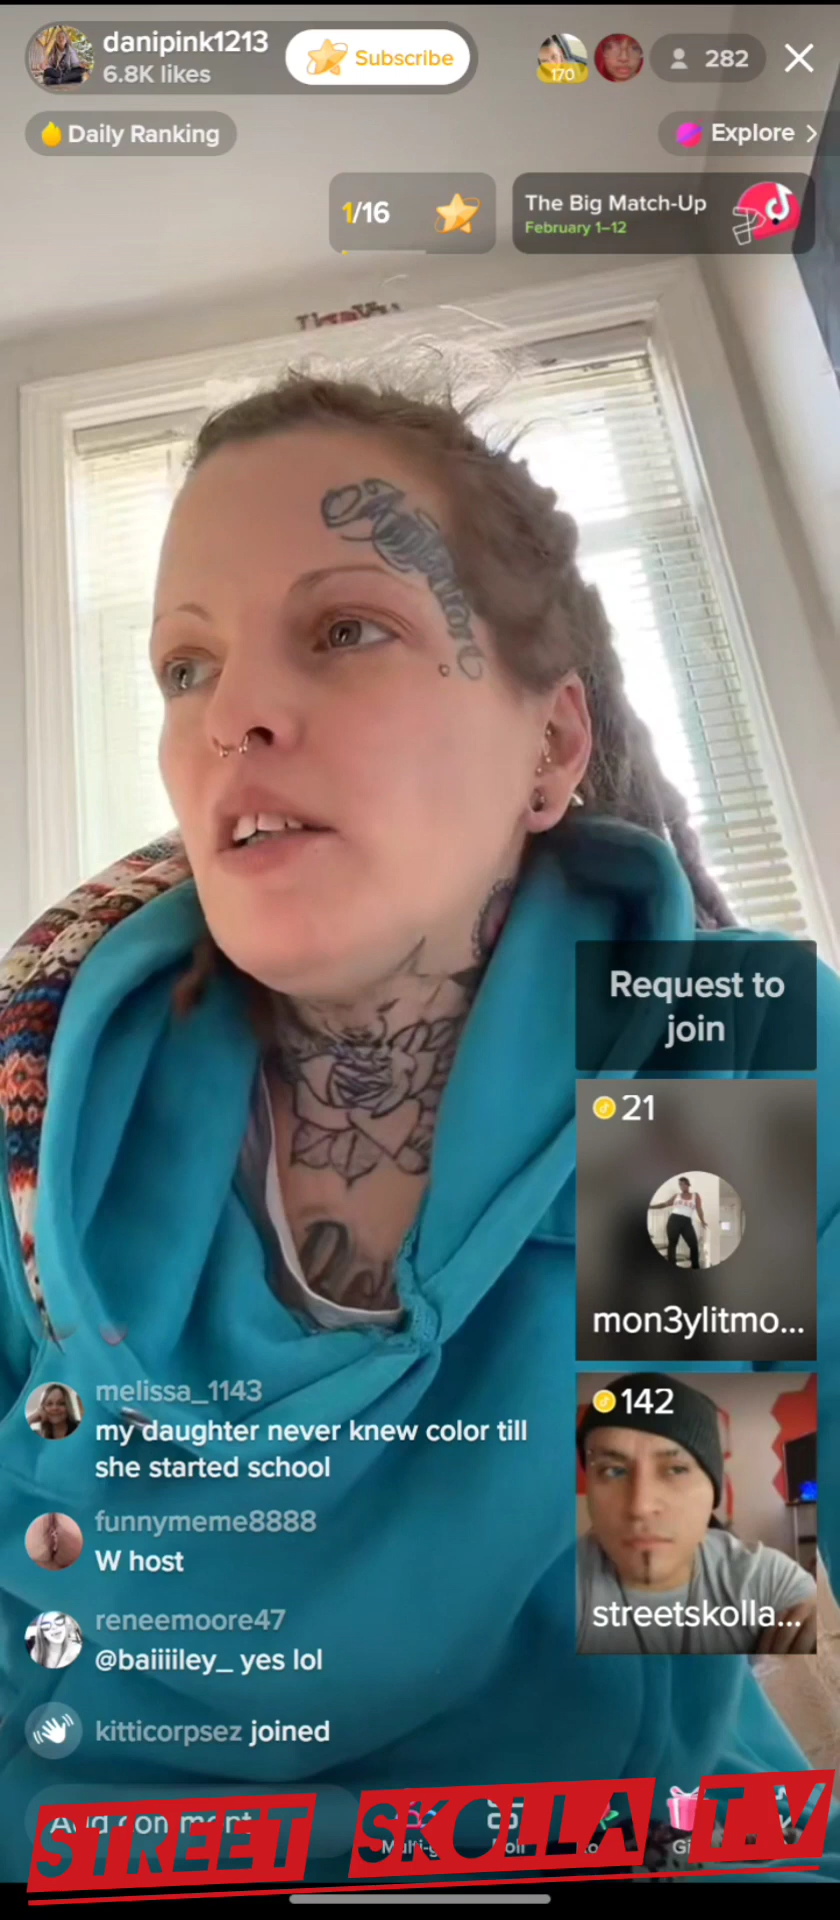 danipink1213
6.8K likes
Subscribe
170
282
Daily Ranking
Explore
1/16
The Big Match-Up
February 1–12
Request to
join
21
mon3ylitmo...
142
streetskolla...
melissa_1143
my daughter never knew color till
she started school
funnymeme8888
W host
reneemoore47
@baiiiiley_ yes lol
kitticorpsez joined
Add comment
STREET SKOLLA T.V